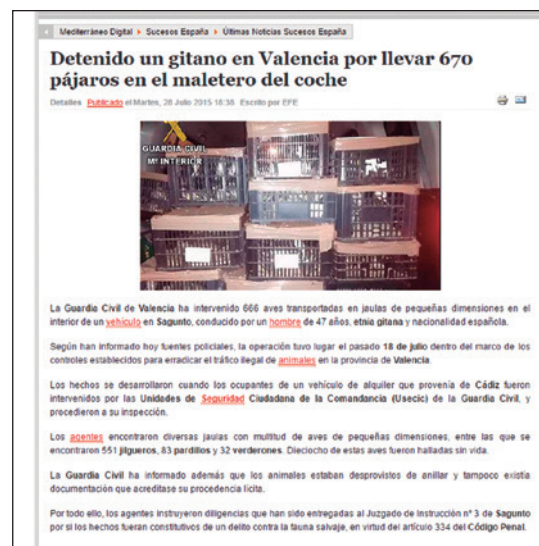 Mediterráneo Digital ▸ Sucesos España ▸ Últimas Noticias Sucesos España
Detenido un gitano en Valencia por llevar 670
pájaros en el maletero del coche
Detalles Publicado el Martes, 28 Julio 2015 18:36 Escrito por EFE
GUARDIA CIVIL
Mº INTERIOR
La Guardia Civil de Valencia ha intervenido 666 aves transportadas en jaulas de pequeñas dimensiones en el
interior de un vehículo en Sagunto, conducido por un hombre de 47 años, etnia gitana y nacionalidad española.
Según han informado hoy fuentes policiales, la operación tuvo lugar el pasado 18 de julio dentro del marco de los
controles establecidos para erradicar el tráfico ilegal de animales en la provincia de Valencia.
Los hechos se desarrollaron cuando los ocupantes de un vehículo de alquiler que provenía de Cádiz fueron
intervenidos por las Unidades de Seguridad Ciudadana de la Comandancia (Usecic) de la Guardia Civil, y
procedieron a su inspección.
Los agentes encontraron diversas jaulas con multitud de aves de pequeñas dimensiones, entre las que se
encontraron 551 jilgueros, 83 pardillos y 32 verderones. Dieciocho de estas aves fueron halladas sin vida.
La Guardia Civil ha informado además que los animales estaban desprovistos de anillar y tampoco existía
documentación que acreditase su procedencia lícita.
Por todo ello, los agentes instruyeron diligencias que han sido entregadas al Juzgado de Instrucción nº 3 de Sagunto
por si los hechos fueran constitutivos de un delito contra la fauna salvaje, en virtud del artículo 334 del Código Penal.